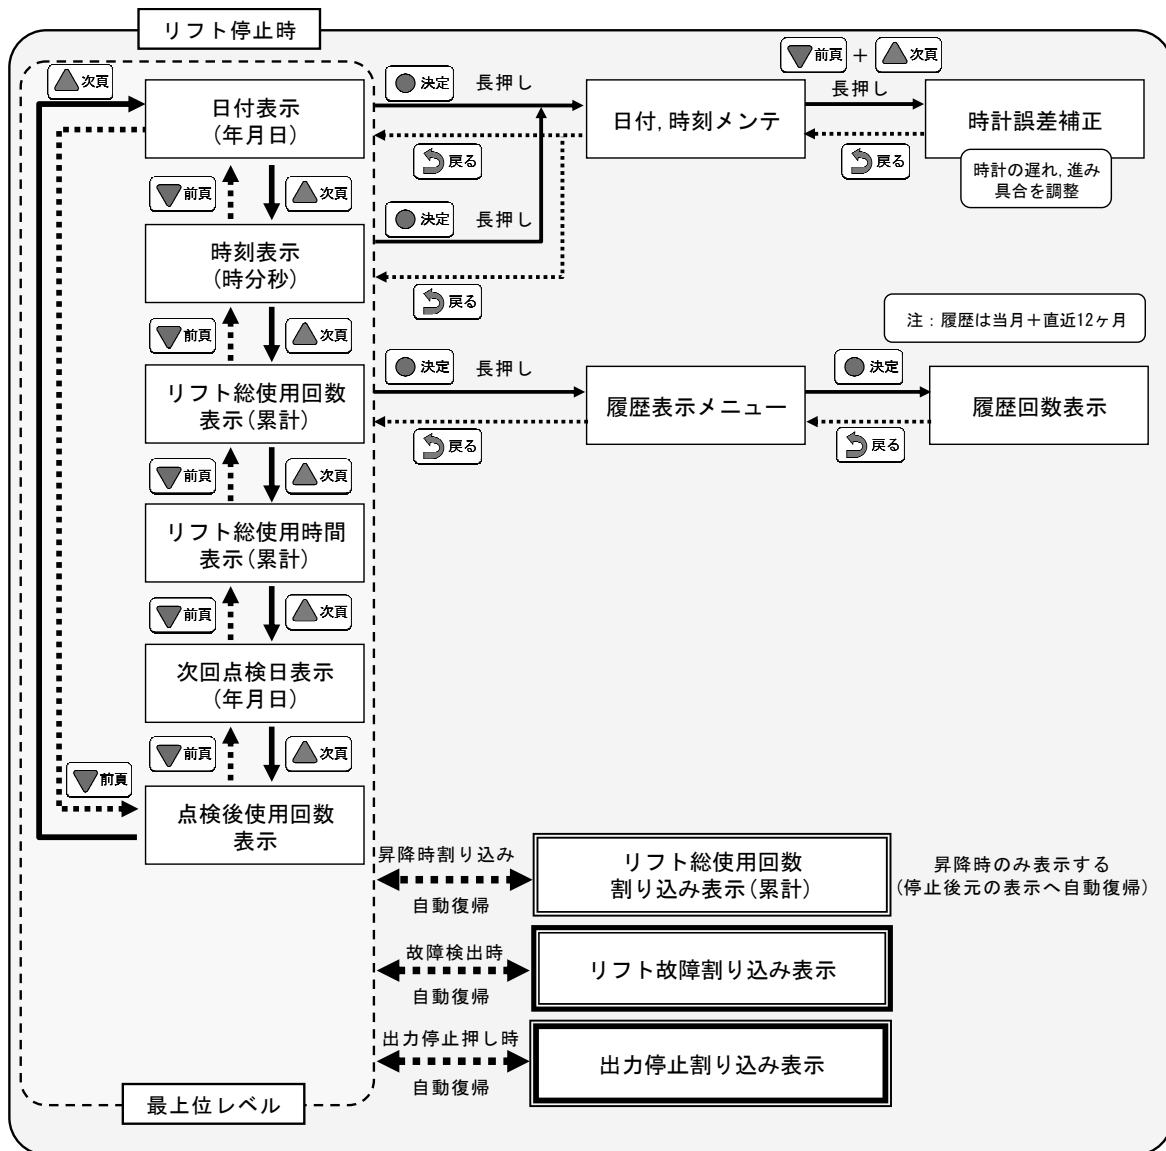 リフト停止時
次頁
日付表示
(年月日)
決定
長押し
戻る
日付,時刻メンテ
前頁
+
次頁
長押し
戻る
時計誤差補正
時計の遅れ,進み
具合を調整
前頁
次頁
決定
長押し
時刻表示
(時分秒)
戻る
前頁
次頁
注:履歴は当月+直近12ヶ月
リフト総使用回数
表示(累計)
決定
長押し
戻る
履歴表示メニュー
決定
戻る
履歴回数表示
前頁
次頁
リフト総使用時間
表示(累計)
前頁
次頁
次回点検日表示
(年月日)
前頁
次頁
前頁
点検後使用回数
表示
昇降時割り込み
自動復帰
リフト総使用回数
割り込み表示(累計)
昇降時のみ表示する
(停止後元の表示へ自動復帰)
故障検出時
自動復帰
リフト故障割り込み表示
出力停止押し時
自動復帰
出力停止割り込み表示
最上位レベル